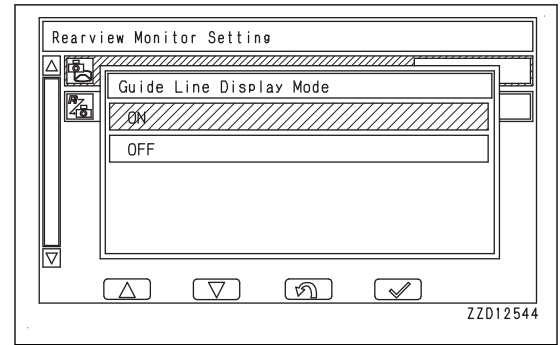 Rearview Monitor Setting
Guide Line Display Mode
ON
OFF
ZZD12544